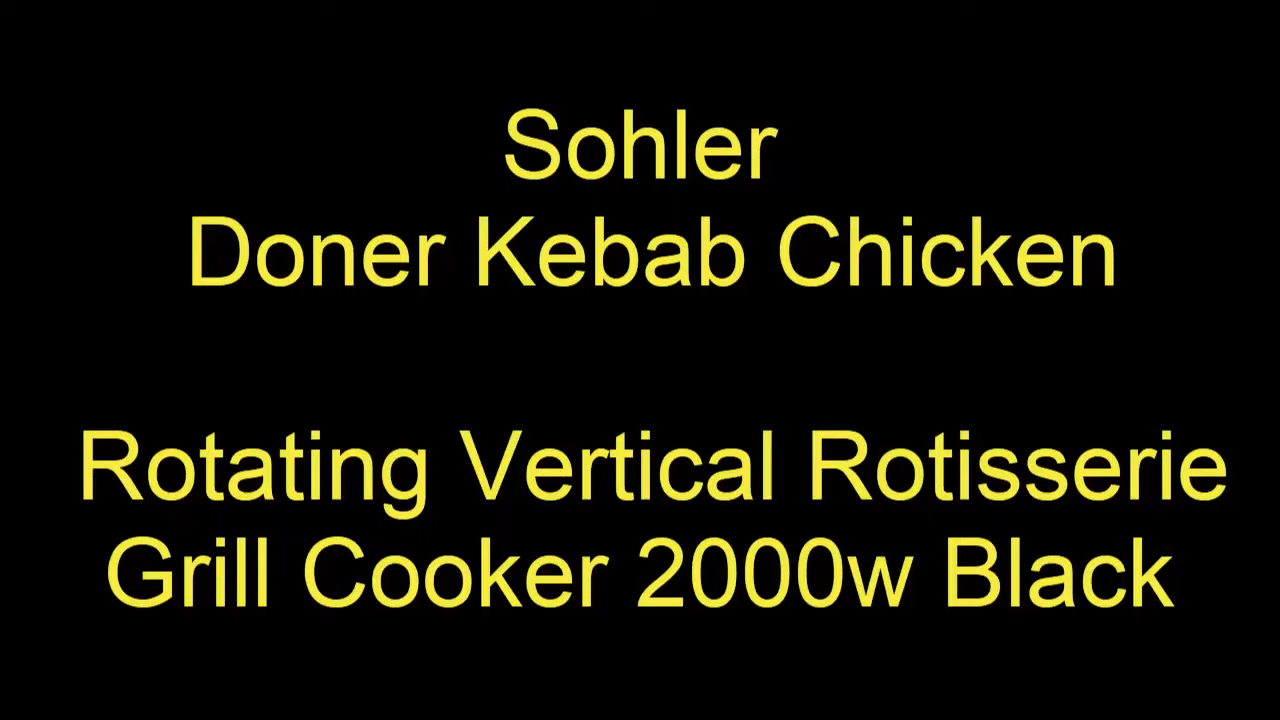 Sohler
Doner Kebab Chicken
Rotating Vertical Rotisserie
Grill Cooker 2000w Black